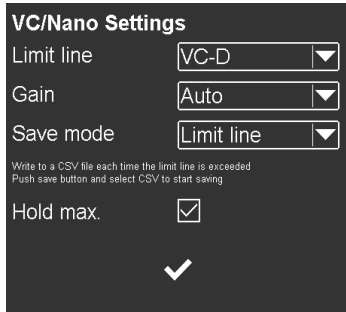 VC/Nano Settings
Limit line VC-D
Gain Auto
Save mode Limit line
Write to a CSV file each time the limit line is exceeded
Push save button and select CSV to start saving
Hold max.